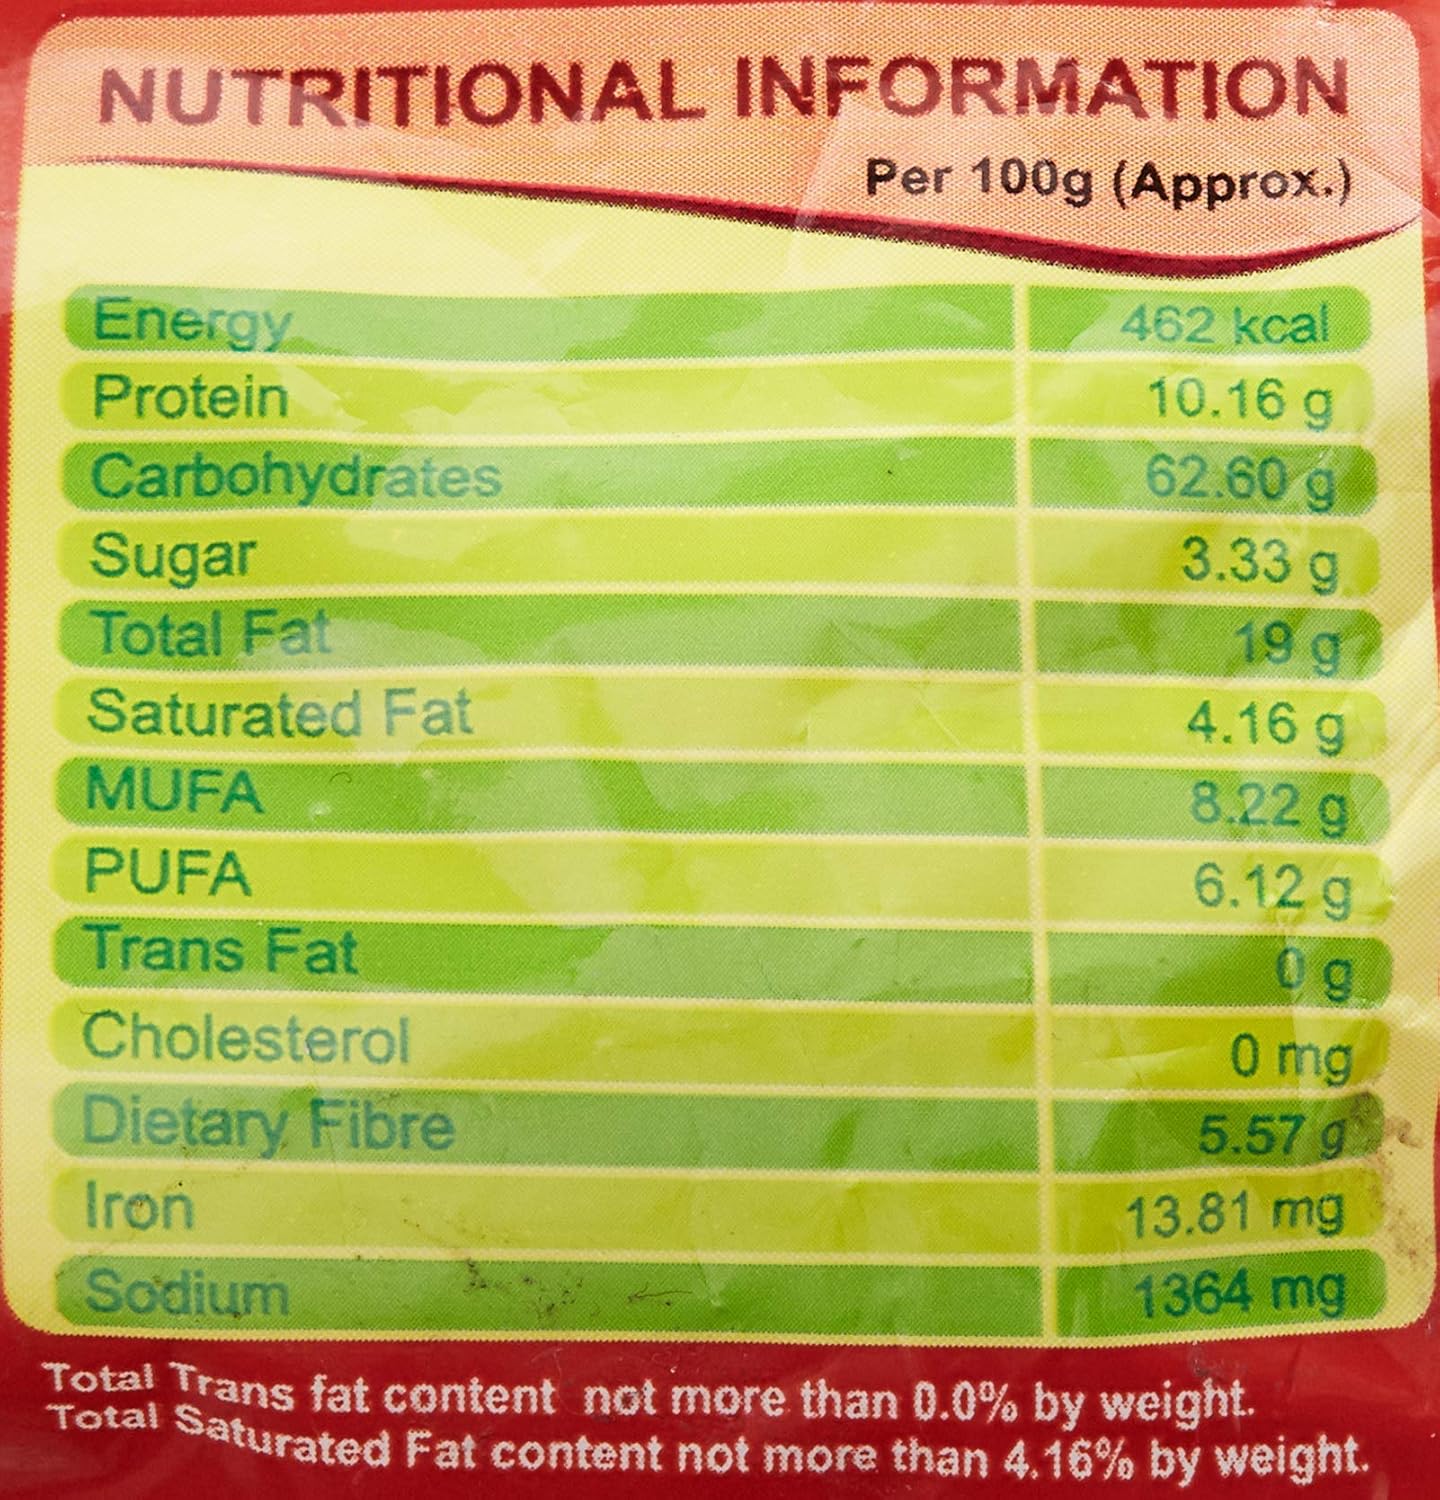 NUTRITIONAL INFORMATION
Per 100g (Approx.)
Energy 462 kcal
Protein 10.16 g
Carbohydrates 62.60 g
Sugar 3.33 g
Total Fat 19 g
Saturated Fat 4.16 g
MUFA 8.22 g
PUFA 6.12 g
Trans Fat 0 g
Cholesterol 0 mg
Dietary Fibre 5.57 g
Iron 13.81 mg
Sodium 1364 mg
Total Trans fat content not more than 0.0% by weight.
Total Saturated Fat content not more than 4.16% by weight.